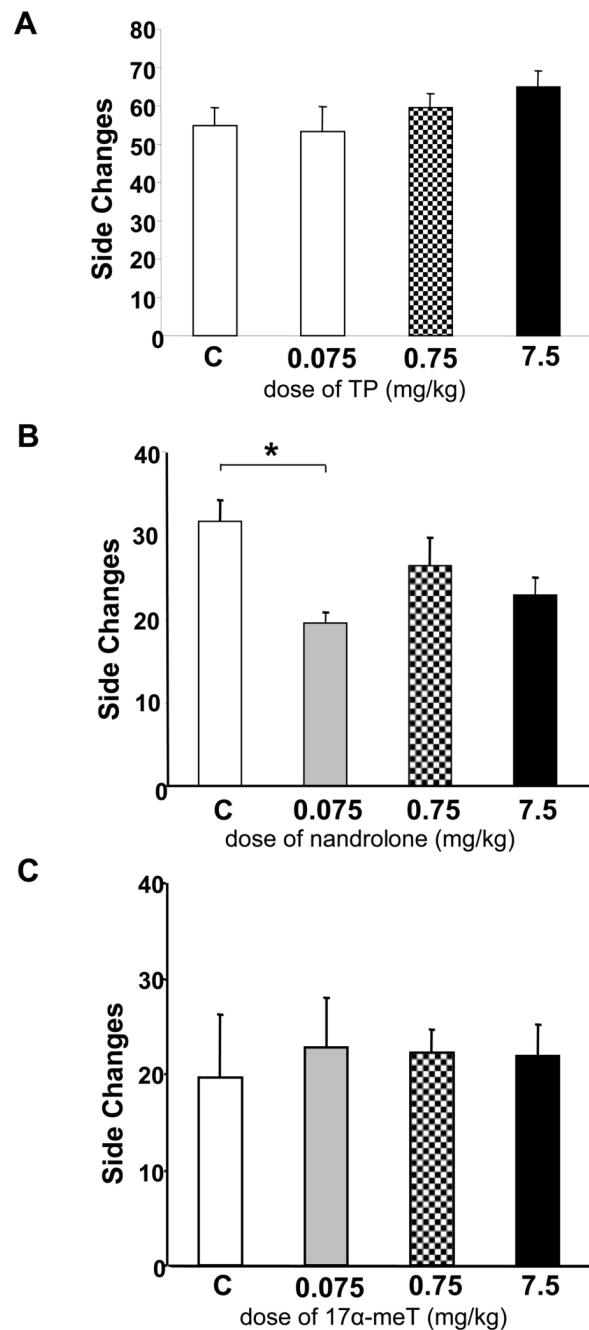 A
80
70
60
50
40
30
20
10
0
Side Changes
C 0.075 0.75 7.5
dose of TP (mg/kg)
B
40
30
20
10
0
Side Changes
*
C 0.075 0.75 7.5
dose of nandrolone (mg/kg)
C
40
30
20
10
0
Side Changes
C 0.075 0.75 7.5
dose of 17α-meT (mg/kg)